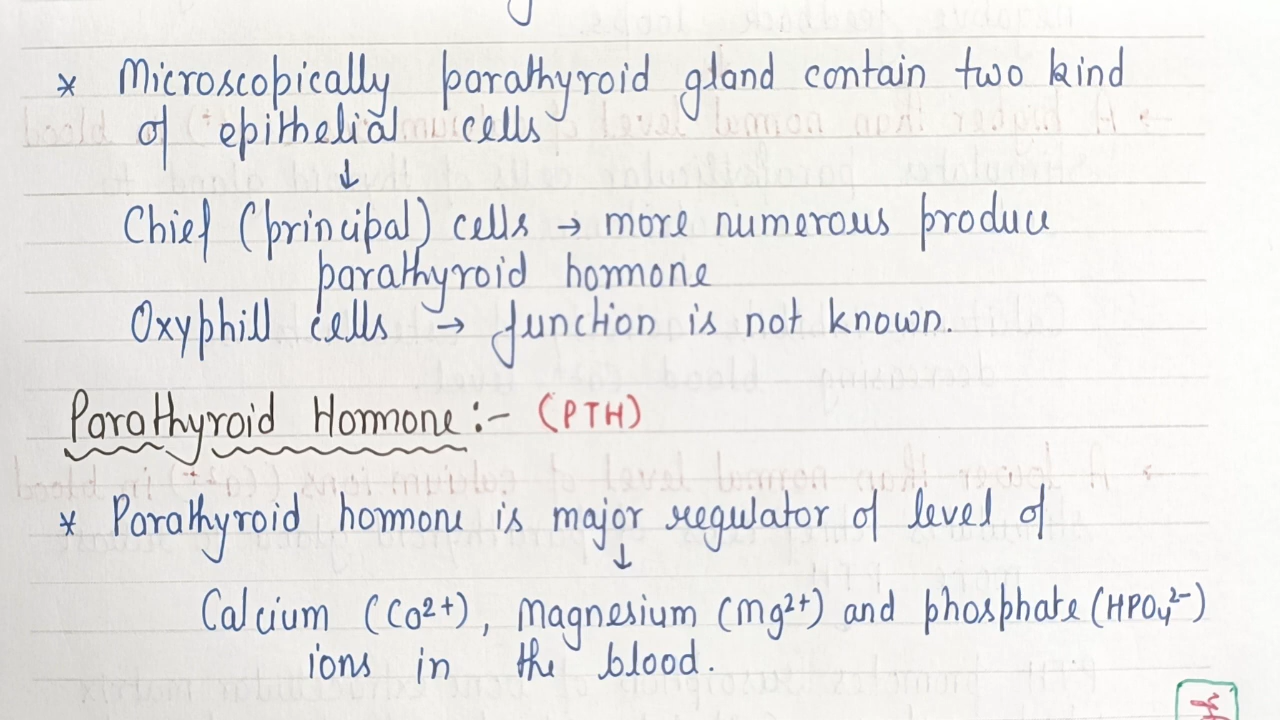 * Microscopically parathyroid gland contain two kind
of epithelial cells
↓
Chief (principal) cells → more numerous produce
parathyroid hormone
Oxyphill cells → function is not known.
Parathyroid Hormone :- (PTH)
* Parathyroid hormone is major regulator of level of
↓
Calcium (Ca2+), Magnesium (Mg2+) and phosphate (HPO4 2-)
ions in the blood.